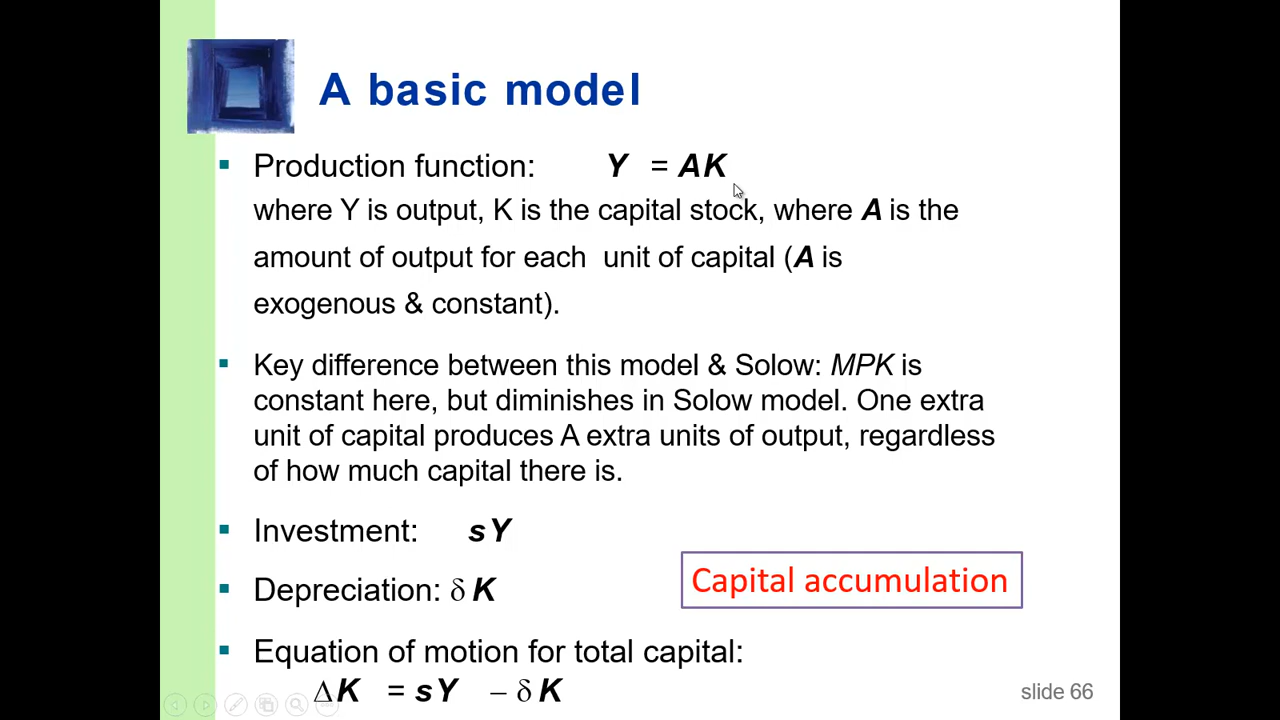 A basic model
▪ Production function: Y = AK
where Y is output, K is the capital stock, where A is the
amount of output for each unit of capital (A is
exogenous & constant).
▪ Key difference between this model & Solow: MPK is
constant here, but diminishes in Solow model. One extra
unit of capital produces A extra units of output, regardless
of how much capital there is.
▪ Investment: sY
▪ Depreciation: δ K
Capital accumulation
▪ Equation of motion for total capital:
ΔK = sY – δ K
slide 66